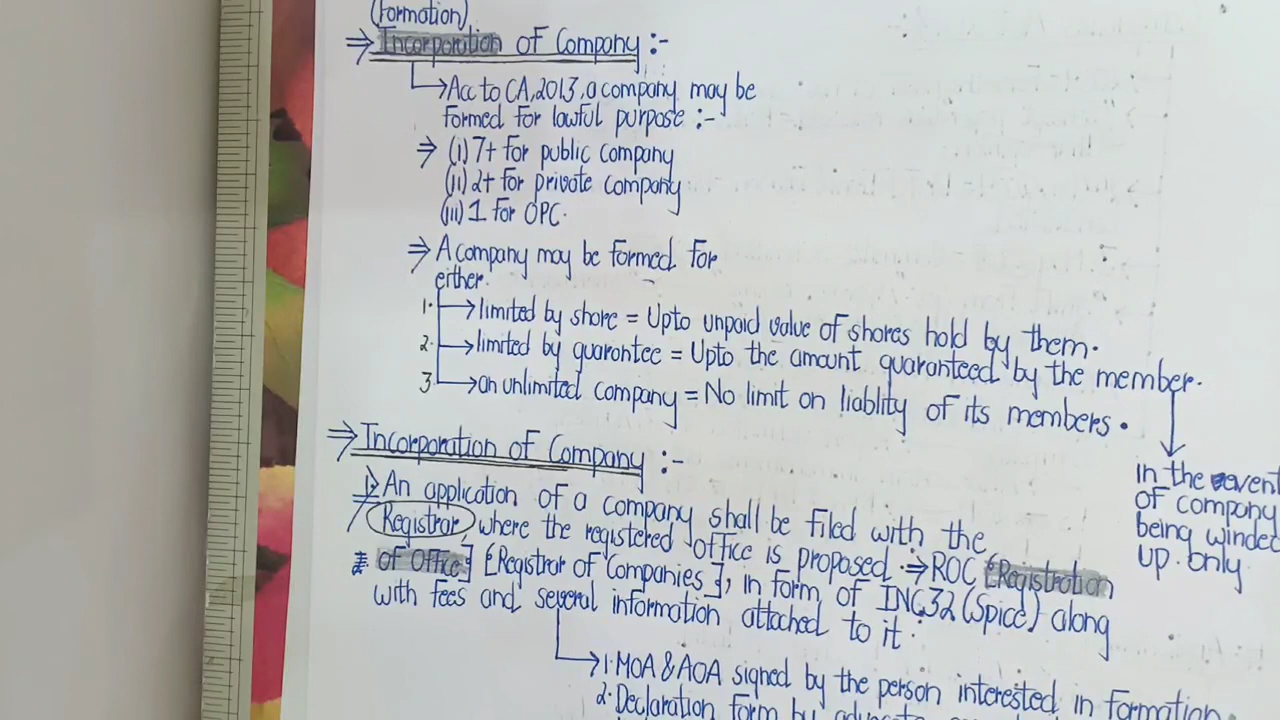 (Formation)
⇒ Incorporation of Company :-
→ Acc to CA, 2013, a company may be
formed for lawful purpose :-
⇒ (i) 7+ for public company
(ii) 2+ for private company
(iii) 1 for OPC.
⇒ A company may be formed for
either.
1. → limited by share = Upto unpaid value of shares hold by them.
2. → limited by guarantee = Upto the amount guaranteed by the member.
3. → an unlimited company = No limit on liablity of its members.
in the event
of company
being winded
up. only
⇒ Incorporation of Company :-
1> An application of a company shall be filed with the
Registrar where the registered office is proposed. ⇒ ROC [Registration
of Office] [Registrar of Companies], in form of INC32 (Spice) along
with fees and several information attached to it.
→ 1. MOA & AOA signed by the person interested in formation.
2. Declaration form by